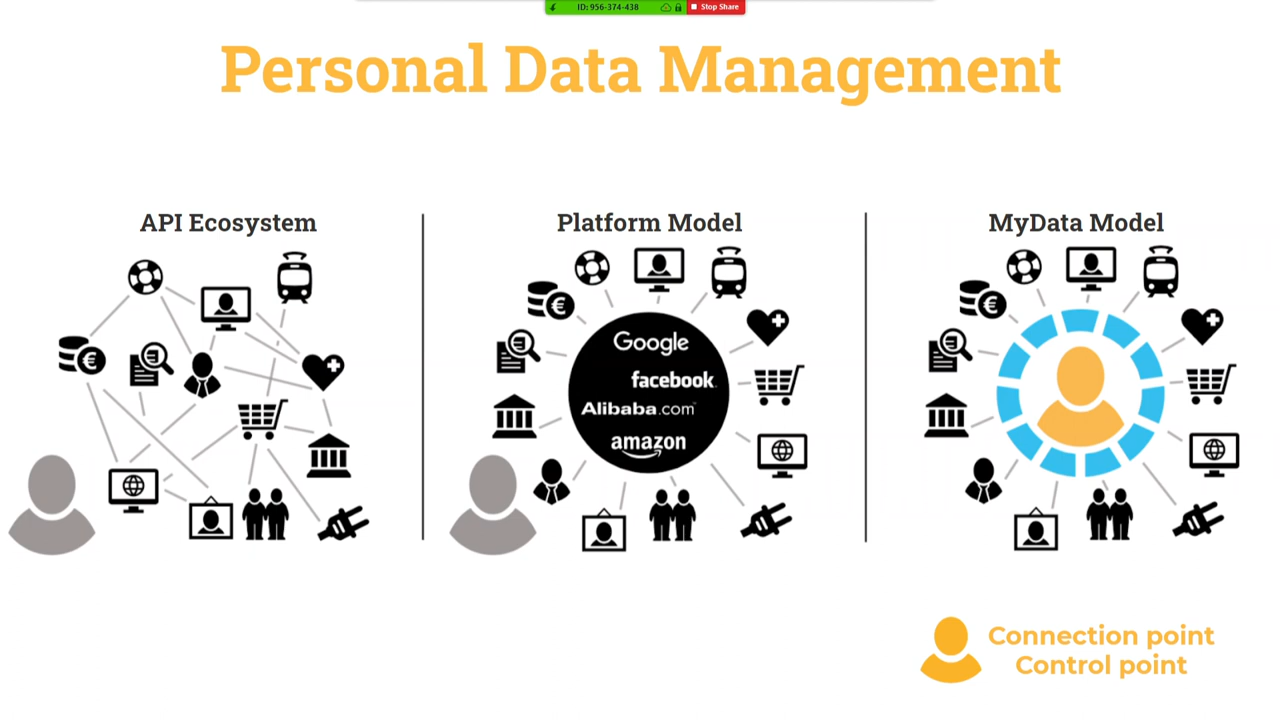 ID: 956-374-438
Stop Share
Personal Data Management
API Ecosystem
Platform Model
MyData Model
Google
facebook
Alibaba.com
amazon
Connection point
Control point